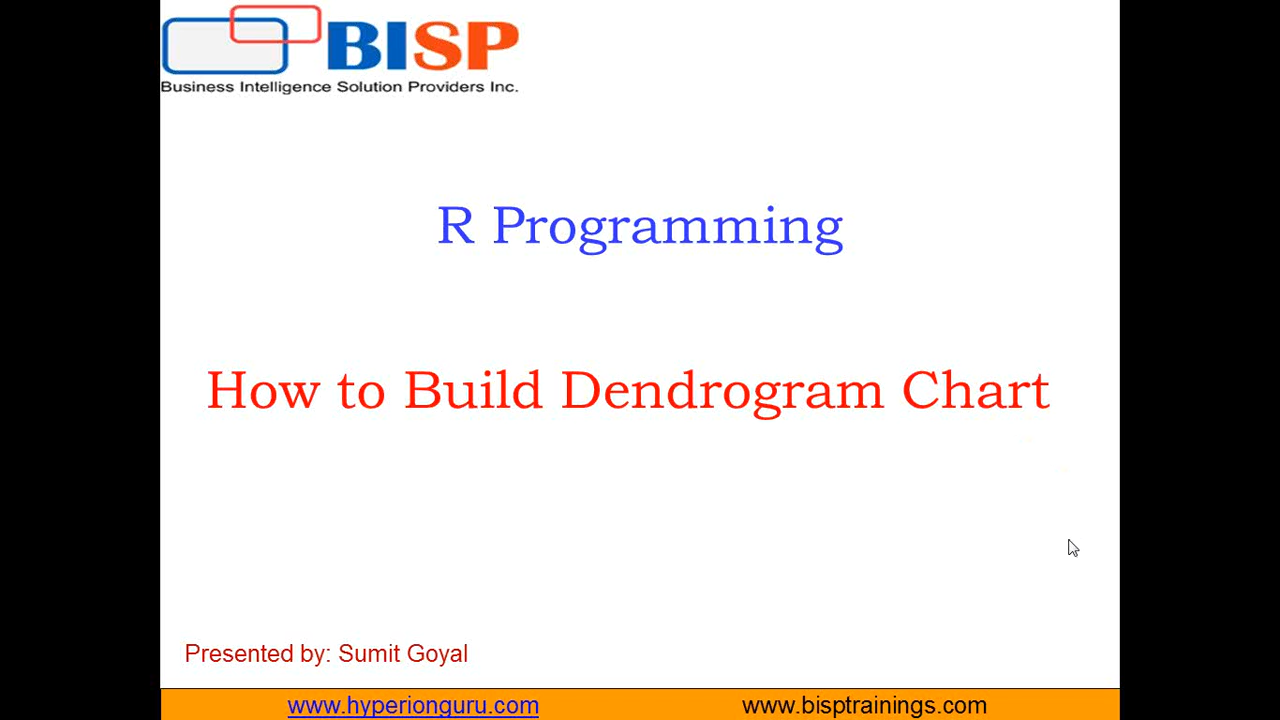 BISP
Business Intelligence Solution Providers Inc.
R Programming
How to Build Dendrogram Chart
Presented by: Sumit Goyal
www.hyperionguru.com www.bisptrainings.com